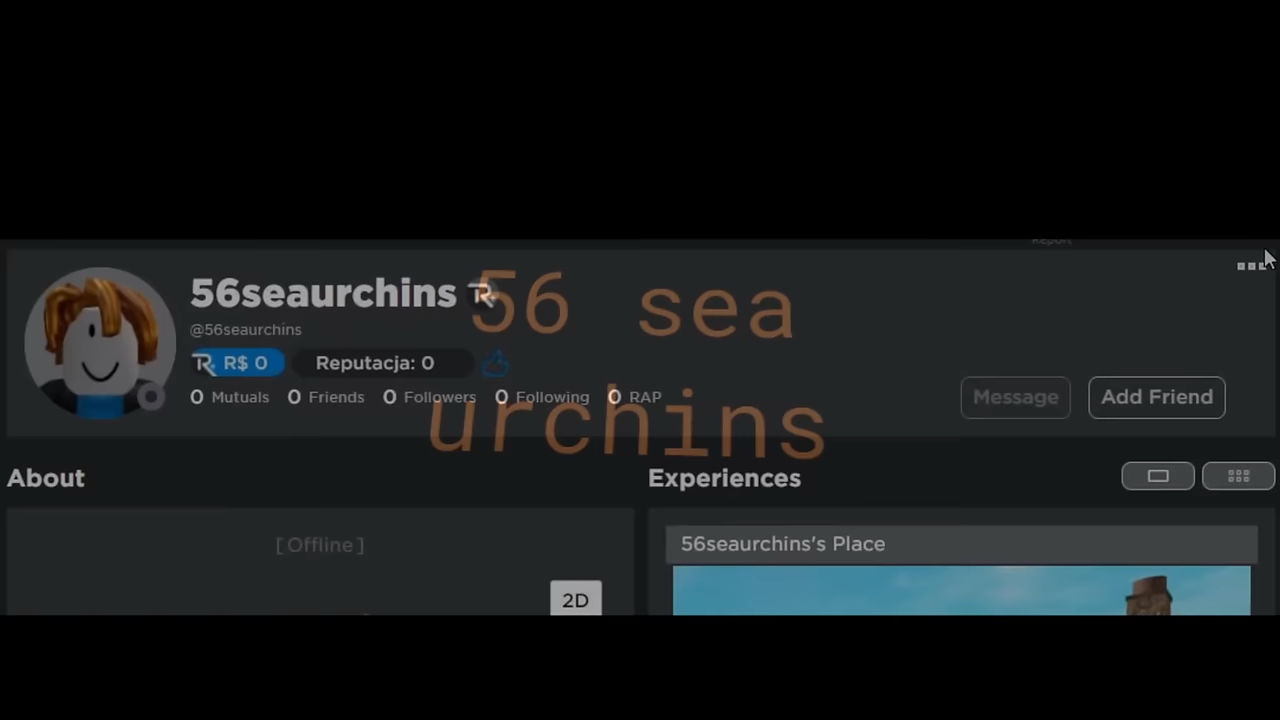 Report
56seaurchins
@56seaurchins
R$ 0
Reputacja: 0
0 Mutuals 0 Friends 0 Followers 0 Following 0 RAP
Message
Add Friend
56 sea
urchins
About
Experiences
[ Offline ]
56seaurchins's Place
2D